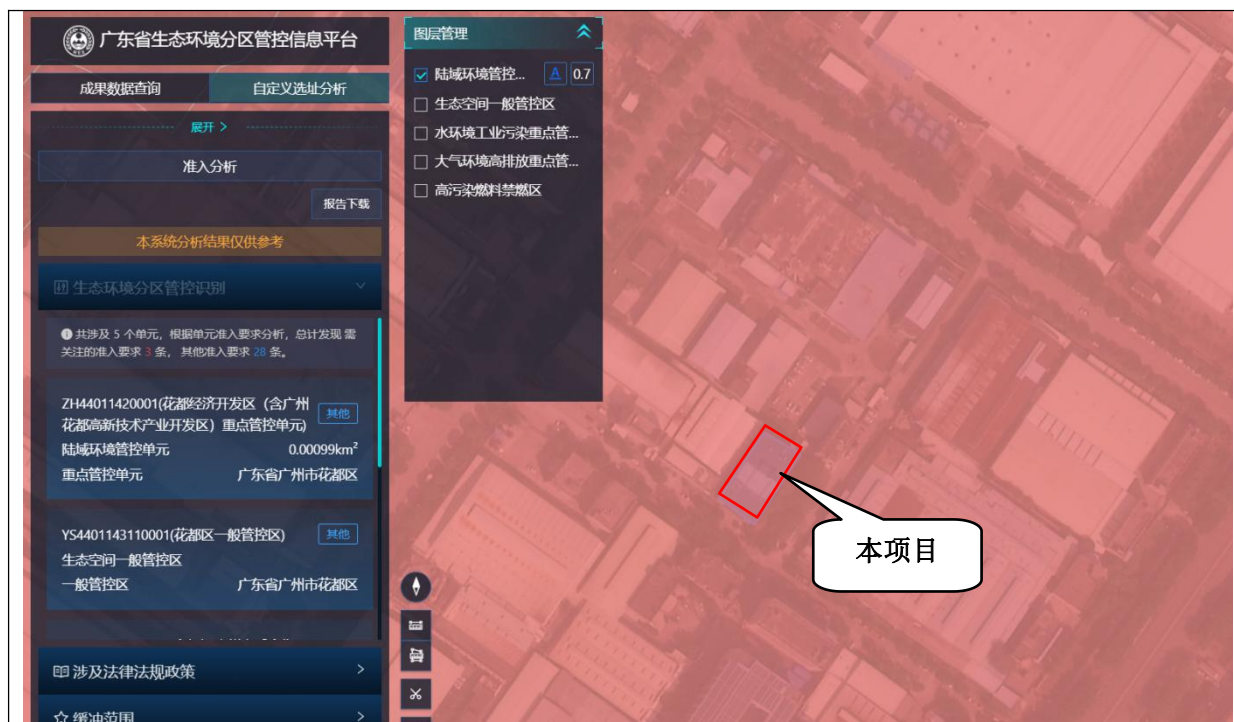 广东省生态环境分区管控信息平台
成果数据查询
自定义选址分析
展开 >
准入分析
报告下载
本系统分析结果仅供参考
生态环境分区管控识别
共涉及 5 个单元，根据单元准入要求分析，总计发现 需
关注的准入要求 3 条， 其他准入要求 28 条。
ZH44011420001(花都经济开发区（含广州
花都高新技术产业开发区）重点管控单元)
其他
陆域环境管控单元
0.00099km²
重点管控单元
广东省广州市花都区
YS4401143110001(花都区一般管控区)
其他
生态空间一般管控区
一般管控区
广东省广州市花都区
涉及法律法规政策
缓冲范围
图层管理
陆域环境管控...
A
0.7
生态空间一般管控区
水环境工业污染重点管...
大气环境高排放重点管...
高污染燃料禁燃区
本项目